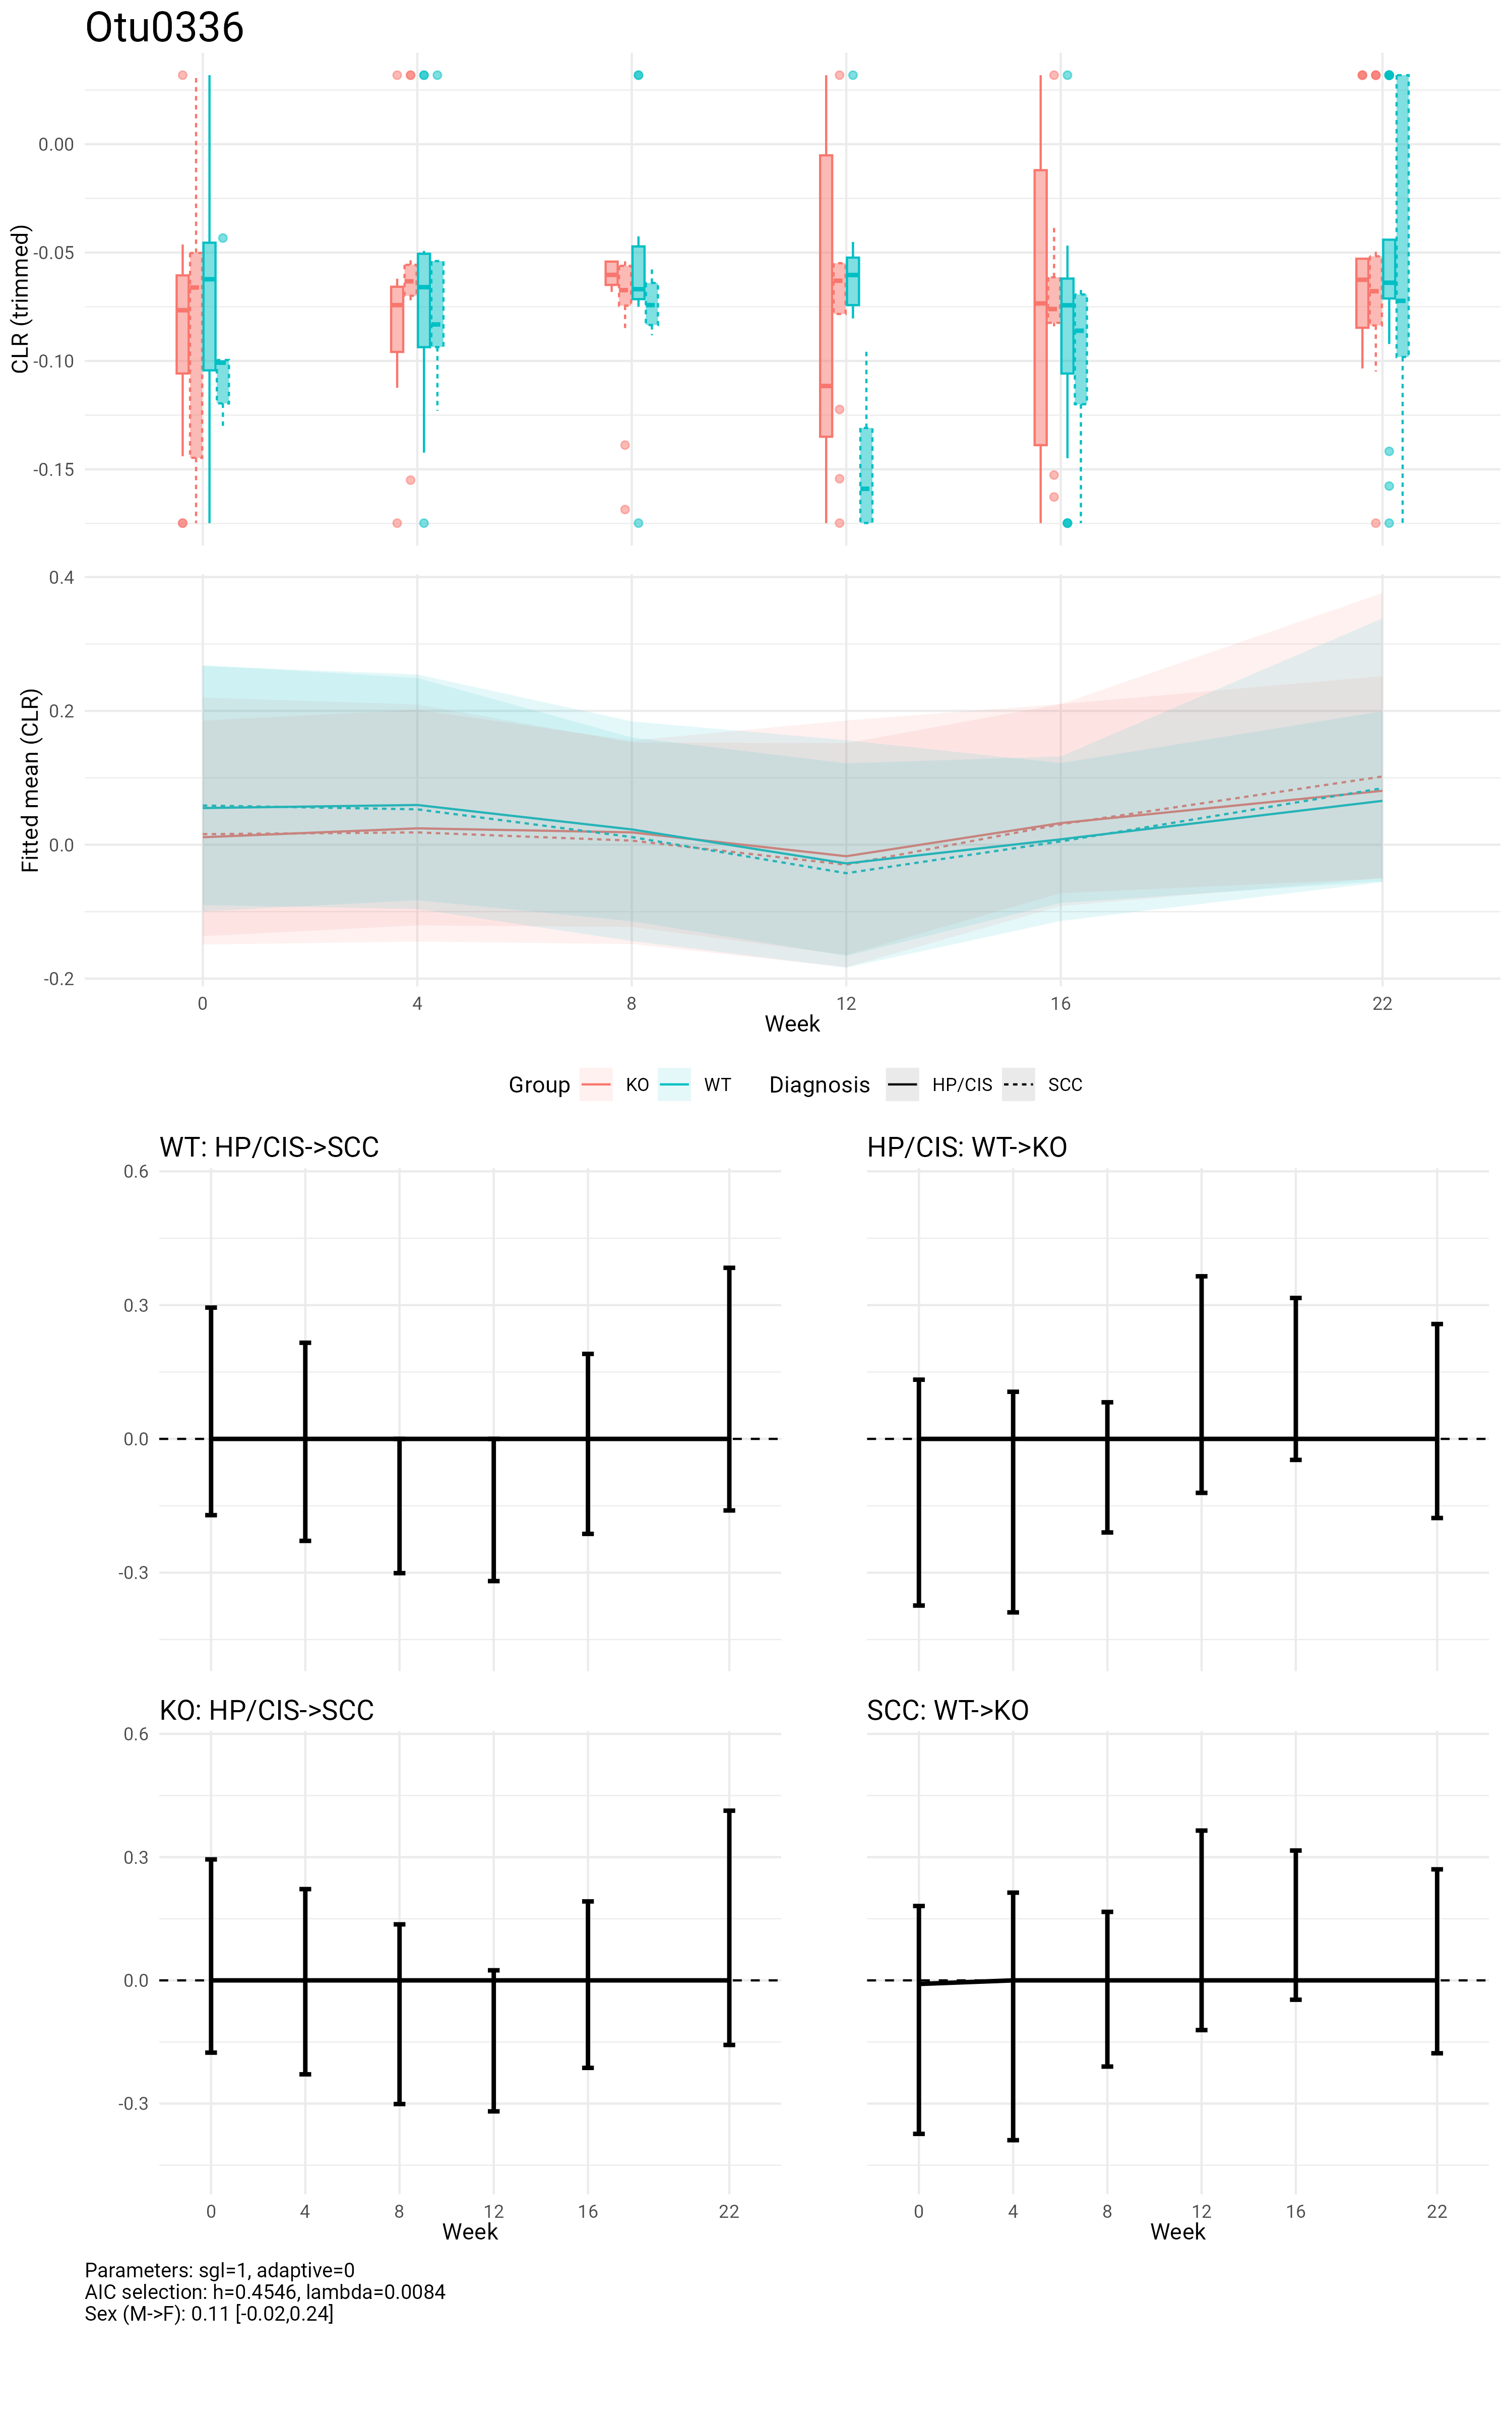 Otu0336
CLR (trimmed)
0.00
-0.05
-0.10
-0.15
Fitted mean (CLR)
0.4
0.2
0.0
-0.2
0 4 8 12 16 22
Week
Group KO WT Diagnosis HP/CIS SCC
WT: HP/CIS->SCC
0.6
0.3
0.0
-0.3
HP/CIS: WT->KO
KO: HP/CIS->SCC
0.6
0.3
0.0
-0.3
0 4 8 12 16 22
Week
SCC: WT->KO
0 4 8 12 16 22
Week
Parameters: sgl=1, adaptive=0
AIC selection: h=0.4546, lambda=0.0084
Sex (M->F): 0.11 [-0.02,0.24]